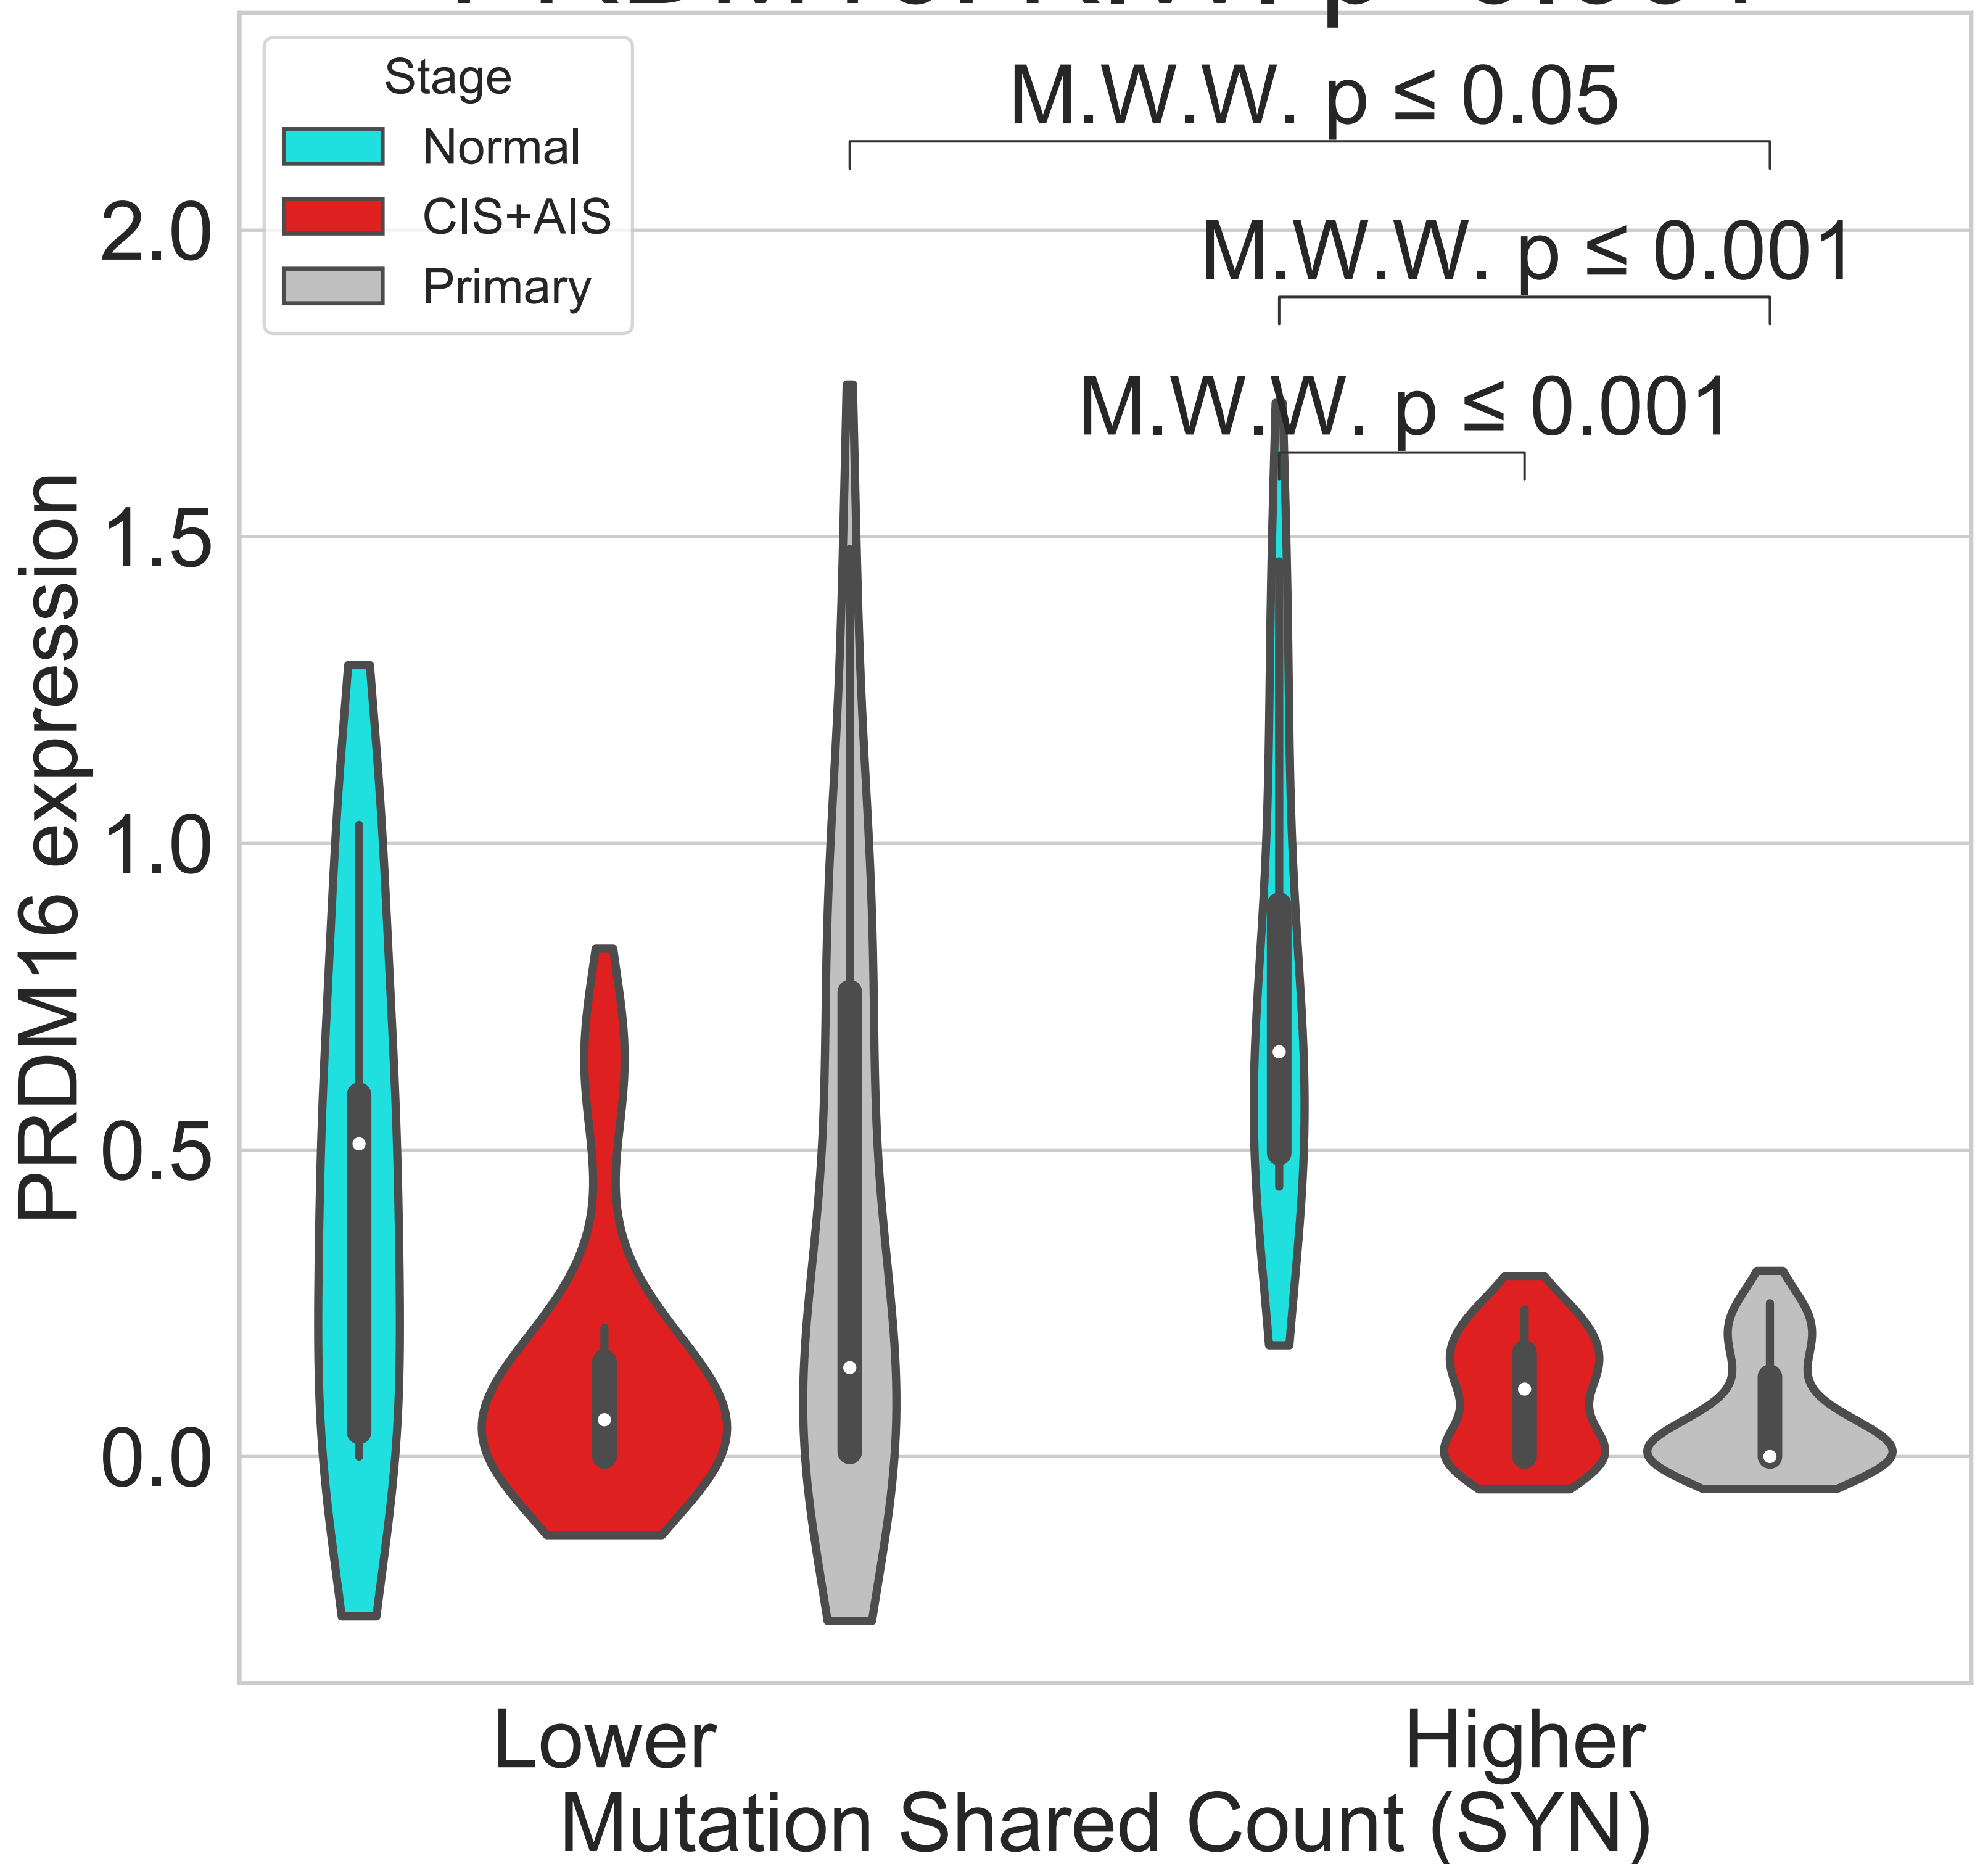 Stage
Normal
CIS+AIS
Primary
M.W.W. p ≤ 0.05
M.W.W. p ≤ 0.001
M.W.W. p ≤ 0.001
2.0
1.5
1.0
0.5
0.0
PRDM16 expression
Lower
Higher
Mutation Shared Count (SYN)